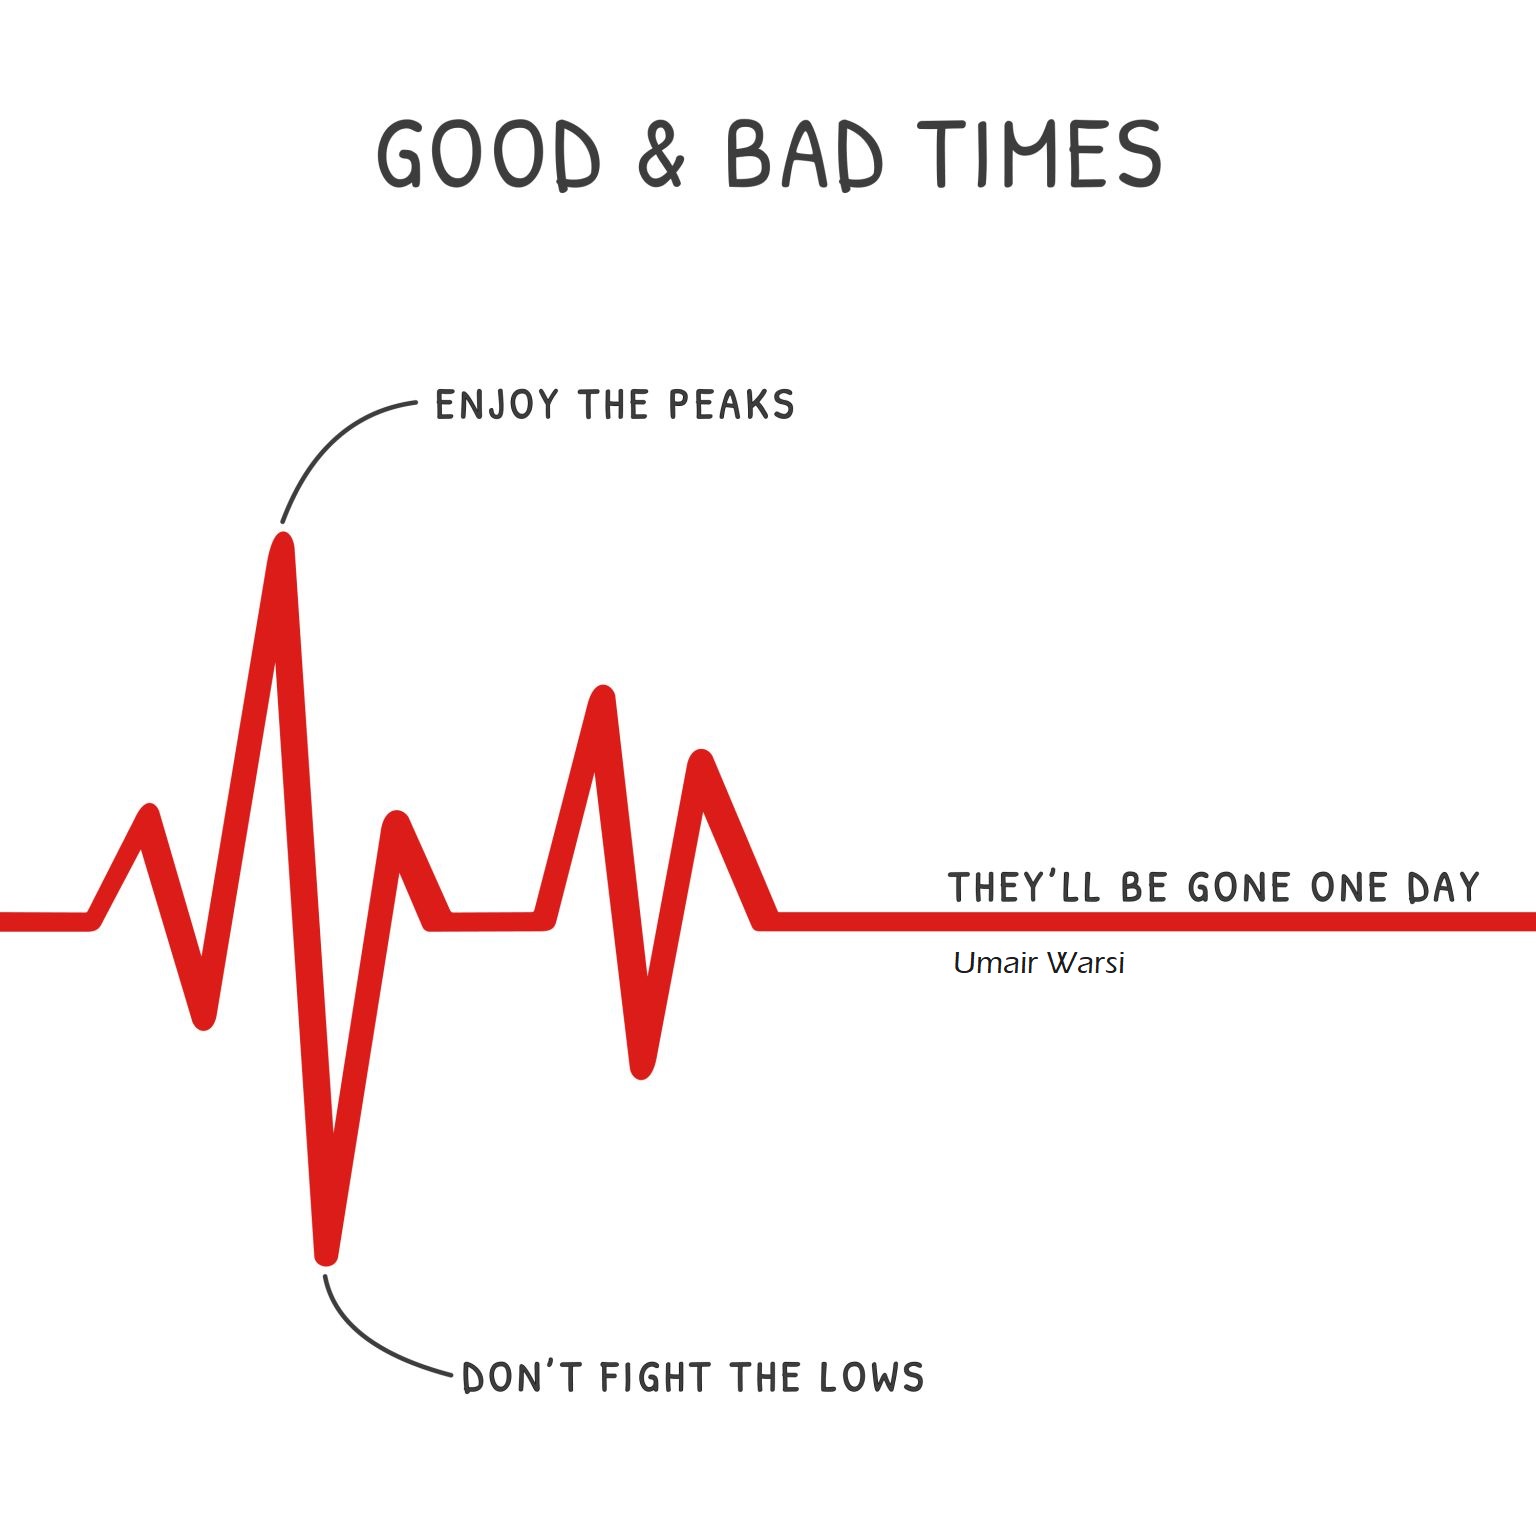 GOOD & BAD TIMES
ENJOY THE PEAKS
THEY'LL BE GONE ONE DAY
Umair Warsi
DON'T FIGHT THE LOWS